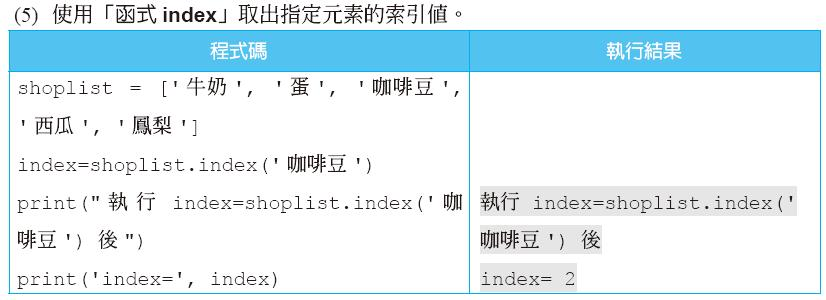 (5) 使用「函式 index」取出指定元素的索引值。
程式碼 執行結果
shoplist = ['牛奶', '蛋', '咖啡豆',
'西瓜', '鳳梨']
index=shoplist.index('咖啡豆')
print("執行 index=shoplist.index('咖
啡豆') 後")
print('index=', index)
執行 index=shoplist.index('
咖啡豆') 後
index= 2